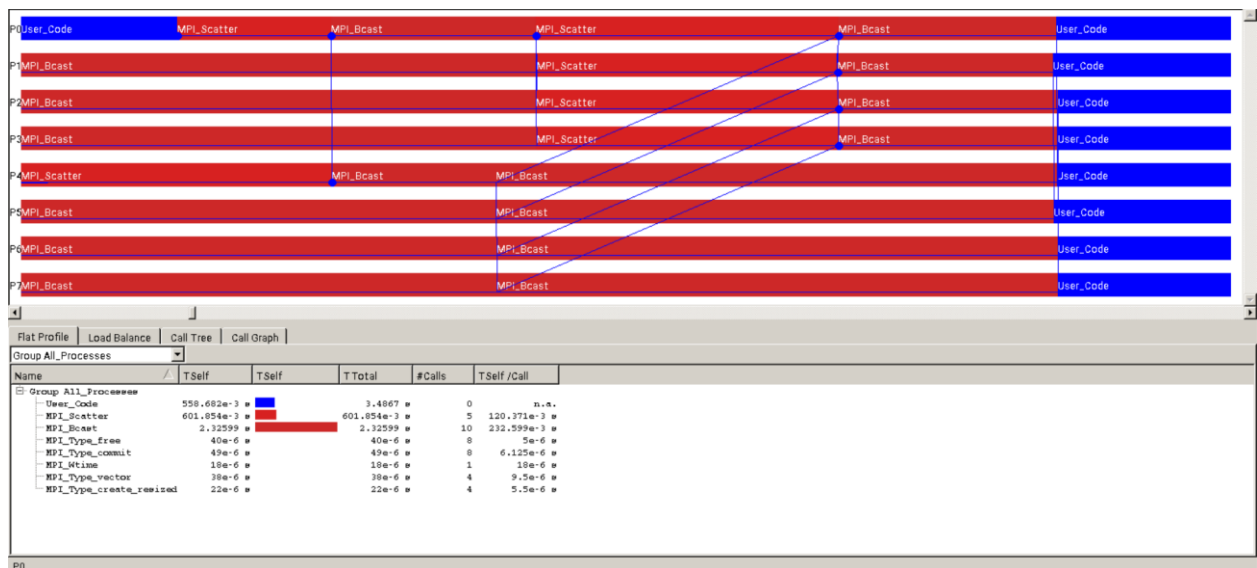 P0 User_Code MPI_Scatter MPI_Bcast MPI_Scatter MPI_Bcast User_Code
P1 MPI_Bcast MPI_Scatter MPI_Bcast User_Code
P2 MPI_Bcast MPI_Scatter MPI_Bcast User_Code
P3 MPI_Bcast MPI_Scatter MPI_Bcast User_Code
P4 MPI_Scatter MPI_Bcast MPI_Bcast User_Code
P5 MPI_Bcast MPI_Bcast User_Code
P6 MPI_Bcast MPI_Bcast User_Code
P7 MPI_Bcast MPI_Bcast User_Code
Flat Profile Load Balance Call Tree Call Graph
Group All_Processes
Name TSelf TSelf TTotal #Calls TSelf /Call
Group All_Processes
User_Code 558.682e-3 s 3.4867 s 0 n.a.
MPI_Scatter 601.854e-3 s 601.854e-3 s 5 120.371e-3 s
MPI_Bcast 2.32599 s 2.32599 s 10 232.599e-3 s
MPI_Type_free 40e-6 s 40e-6 s 8 5e-6 s
MPI_Type_commit 49e-6 s 49e-6 s 8 6.125e-6 s
MPI_Wtime 18e-6 s 18e-6 s 1 18e-6 s
MPI_Type_vector 38e-6 s 38e-6 s 4 9.5e-6 s
MPI_Type_create_resized 22e-6 s 22e-6 s 4 5.5e-6 s
P0